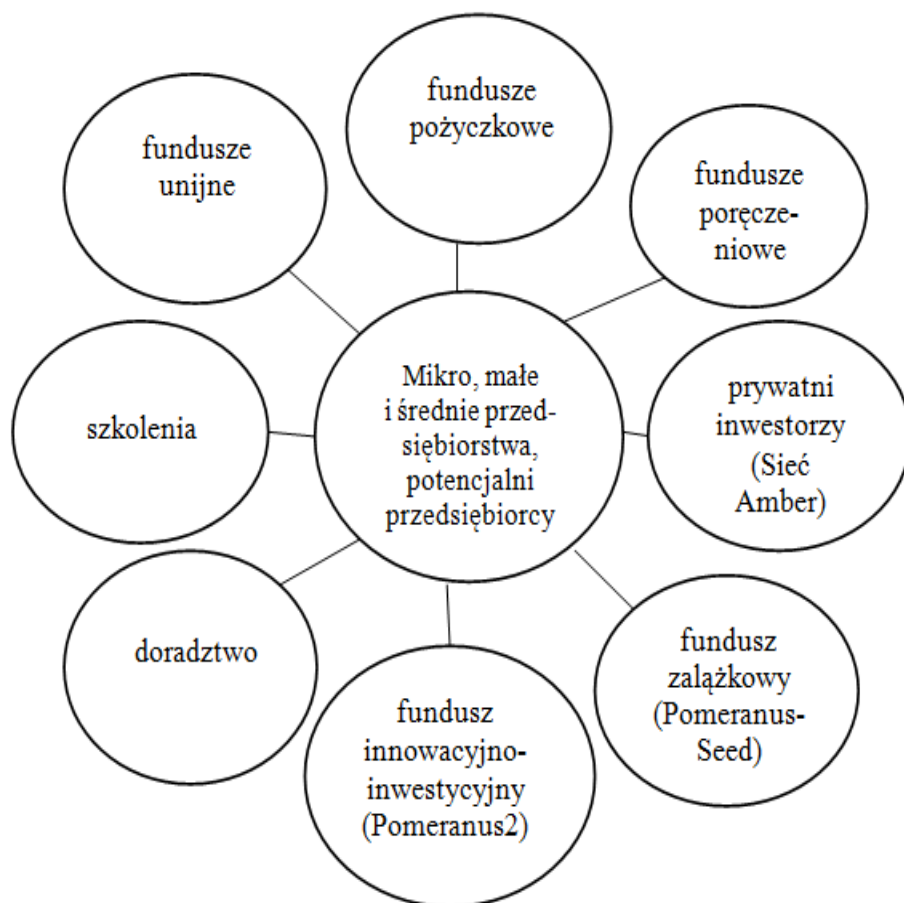 fundusze
pożyczkowe
fundusze
unijne
fundusze
poręcze-
niowe
szkolenia
Mikro, małe
i średnie przed-
siębiorstwa,
potencjalni
przedsiębiorcy
prywatni
inwestorzy
(Sieć
Amber)
doradztwo
fundusz
zalążkowy
(Pomeranus-
Seed)
fundusz
innowacyjno-
inwestycyjny
(Pomeranus2)